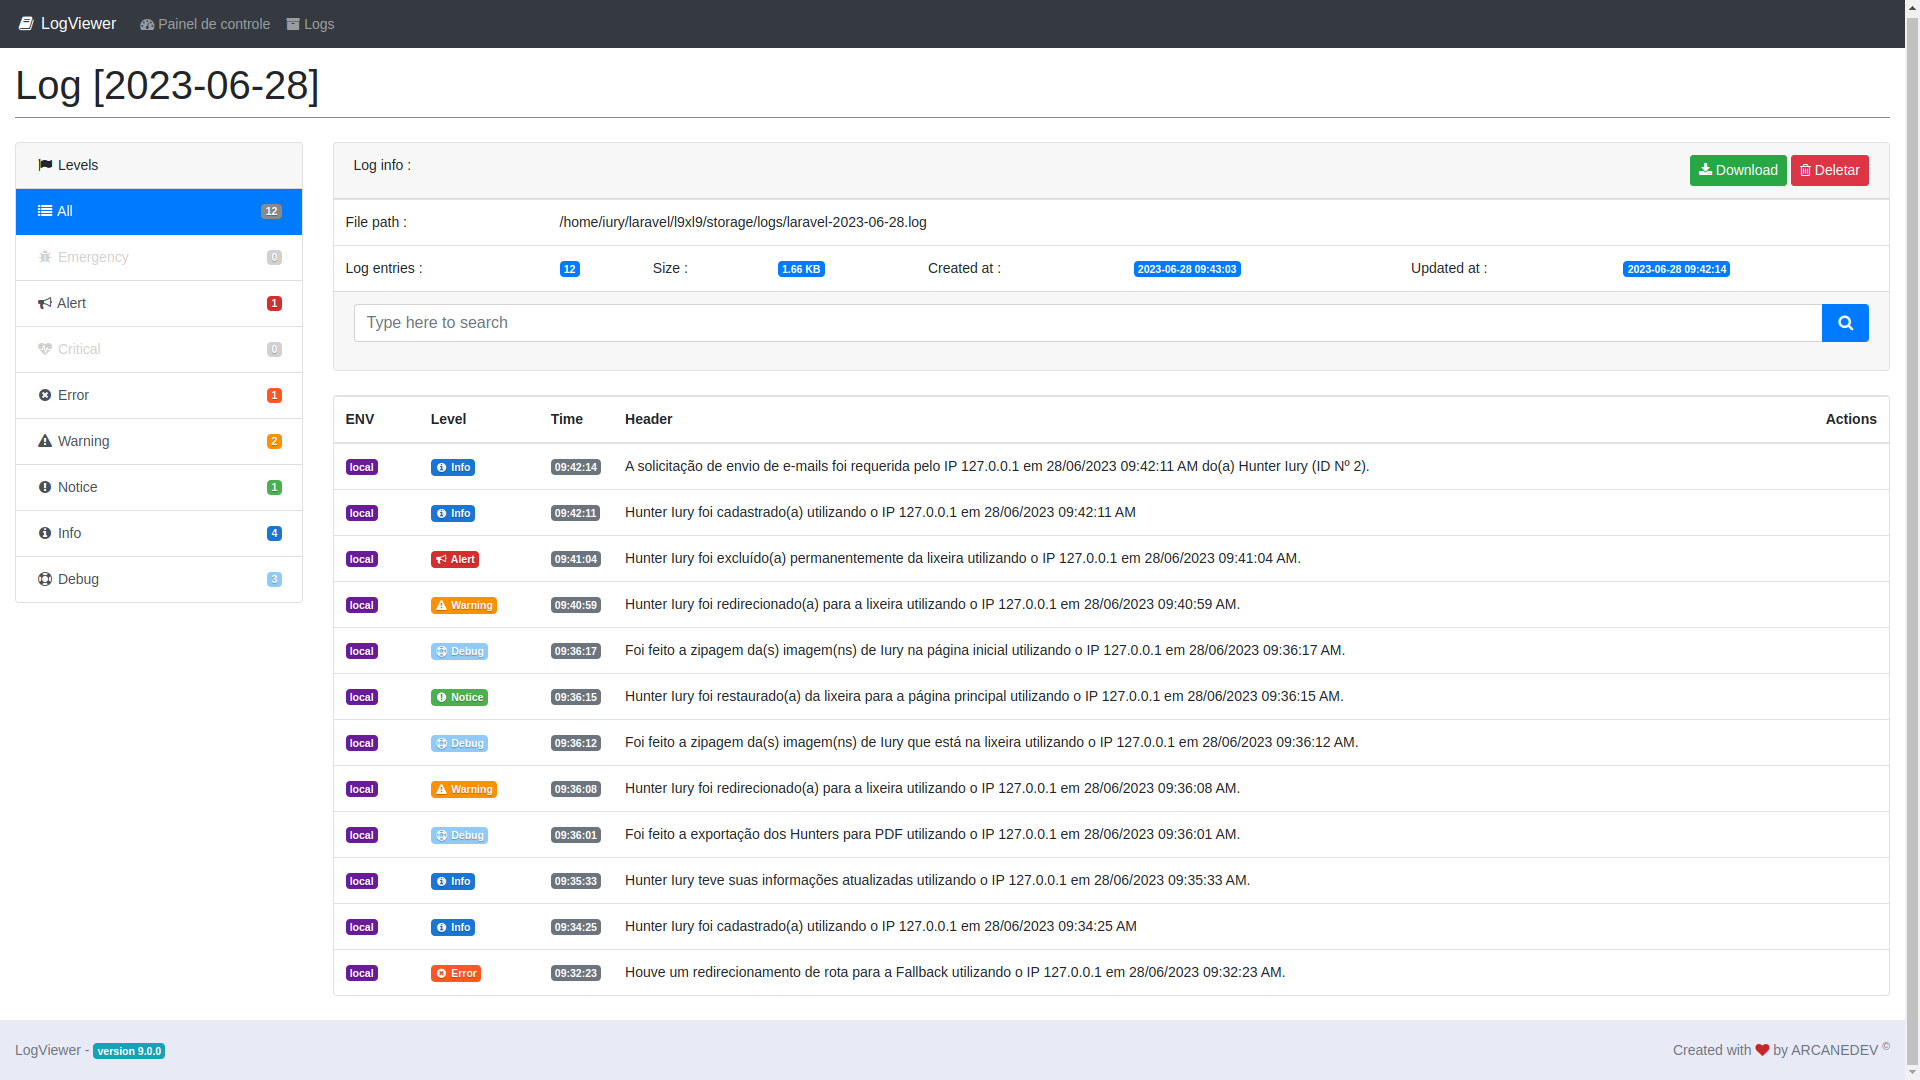 LogViewer Painel de controle Logs
Log [2023-06-28]
Levels
All 12
Emergency 0
Alert 1
Critical 0
Error 1
Warning 2
Notice 1
Info 4
Debug 3
Log info : Download Deletar
File path : /home/iury/laravel/l9xl9/storage/logs/laravel-2023-06-28.log
Log entries : 12 Size : 1.66 KB Created at : 2023-06-28 09:43:03 Updated at : 2023-06-28 09:42:14
Type here to search
ENV Level Time Header Actions
local Info 09:42:14 A solicitação de envio de e-mails foi requerida pelo IP 127.0.0.1 em 28/06/2023 09:42:11 AM do(a) Hunter Iury (ID Nº 2).
local Info 09:42:11 Hunter Iury foi cadastrado(a) utilizando o IP 127.0.0.1 em 28/06/2023 09:42:11 AM
local Alert 09:41:04 Hunter Iury foi excluído(a) permanentemente da lixeira utilizando o IP 127.0.0.1 em 28/06/2023 09:41:04 AM.
local Warning 09:40:59 Hunter Iury foi redirecionado(a) para a lixeira utilizando o IP 127.0.0.1 em 28/06/2023 09:40:59 AM.
local Debug 09:36:17 Foi feito a zipagem da(s) imagem(ns) de Iury na página inicial utilizando o IP 127.0.0.1 em 28/06/2023 09:36:17 AM.
local Notice 09:36:15 Hunter Iury foi restaurado(a) da lixeira para a página principal utilizando o IP 127.0.0.1 em 28/06/2023 09:36:15 AM.
local Debug 09:36:12 Foi feito a zipagem da(s) imagem(ns) de Iury que está na lixeira utilizando o IP 127.0.0.1 em 28/06/2023 09:36:12 AM.
local Warning 09:36:08 Hunter Iury foi redirecionado(a) para a lixeira utilizando o IP 127.0.0.1 em 28/06/2023 09:36:08 AM.
local Debug 09:36:01 Foi feito a exportação dos Hunters para PDF utilizando o IP 127.0.0.1 em 28/06/2023 09:36:01 AM.
local Info 09:35:33 Hunter Iury teve suas informações atualizadas utilizando o IP 127.0.0.1 em 28/06/2023 09:35:33 AM.
local Info 09:34:25 Hunter Iury foi cadastrado(a) utilizando o IP 127.0.0.1 em 28/06/2023 09:34:25 AM
local Error 09:32:23 Houve um redirecionamento de rota para a Fallback utilizando o IP 127.0.0.1 em 28/06/2023 09:32:23 AM.
LogViewer - version 9.0.0 Created with by ARCANEDEV ©